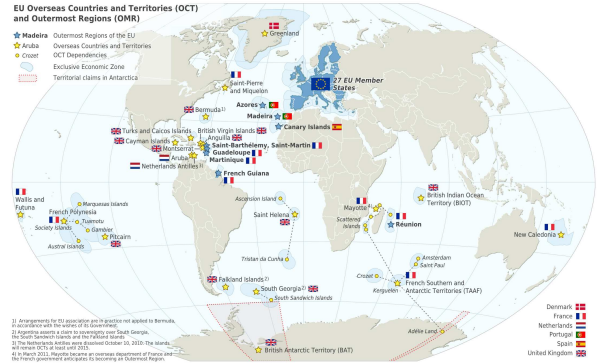 EU Overseas Countries and Territories (OCT)
and Outermost Regions (OMR)
Madeira Outermost Regions of the EU
Aruba Overseas Countries and Territories
Crozet OCT Dependencies
Exclusive Economic Zone
Territorial claims in Antarctica
Greenland
27 EU Member
States
Saint-Pierre
and Miquelon
Azores
Bermuda1)
Madeira
Canary Islands
Turks and Caicos Islands
British Virgin Islands
Cayman Islands
Anguilla
Montserrat
Saint-Barthélemy, Saint-Martin
Aruba
Guadeloupe
Netherlands Antilles3)
Martinique
French Guiana
Wallis and
Futuna
Marquesas Islands
French Polynesia
Society Islands
Tuamotu
Gambier
Austral Islands
Pitcairn
Ascension Island
Saint Helena
Tristan da Cunha
British Indian Ocean
Territory (BIOT)
Mayotte4)
Scattered
Islands
Réunion
New Caledonia
Amsterdam
Saint Paul
Crozet
Kerguelen
French Southern and
Antarctic Territories (TAAF)
Falkland Islands2)
South Georgia2)
South Sandwich Islands
Adélie Land
British Antarctic Territory (BAT)
1) Arrangements for EU association are in practice not applied to Bermuda,
in accordance with the wishes of its Government.
2) Argentina asserts a claim to sovereignty over South Georgia,
the South Sandwich Islands and the Falkland Islands.
3) The Netherlands Antilles were dissolved October 10, 2010. The islands
will remain OCTs at least until 2015.
4) In March 2011, Mayotte became an overseas department of France and
the French government anticipates its becoming an Outermost Region.
Denmark
France
Netherlands
Portugal
Spain
United Kingdom